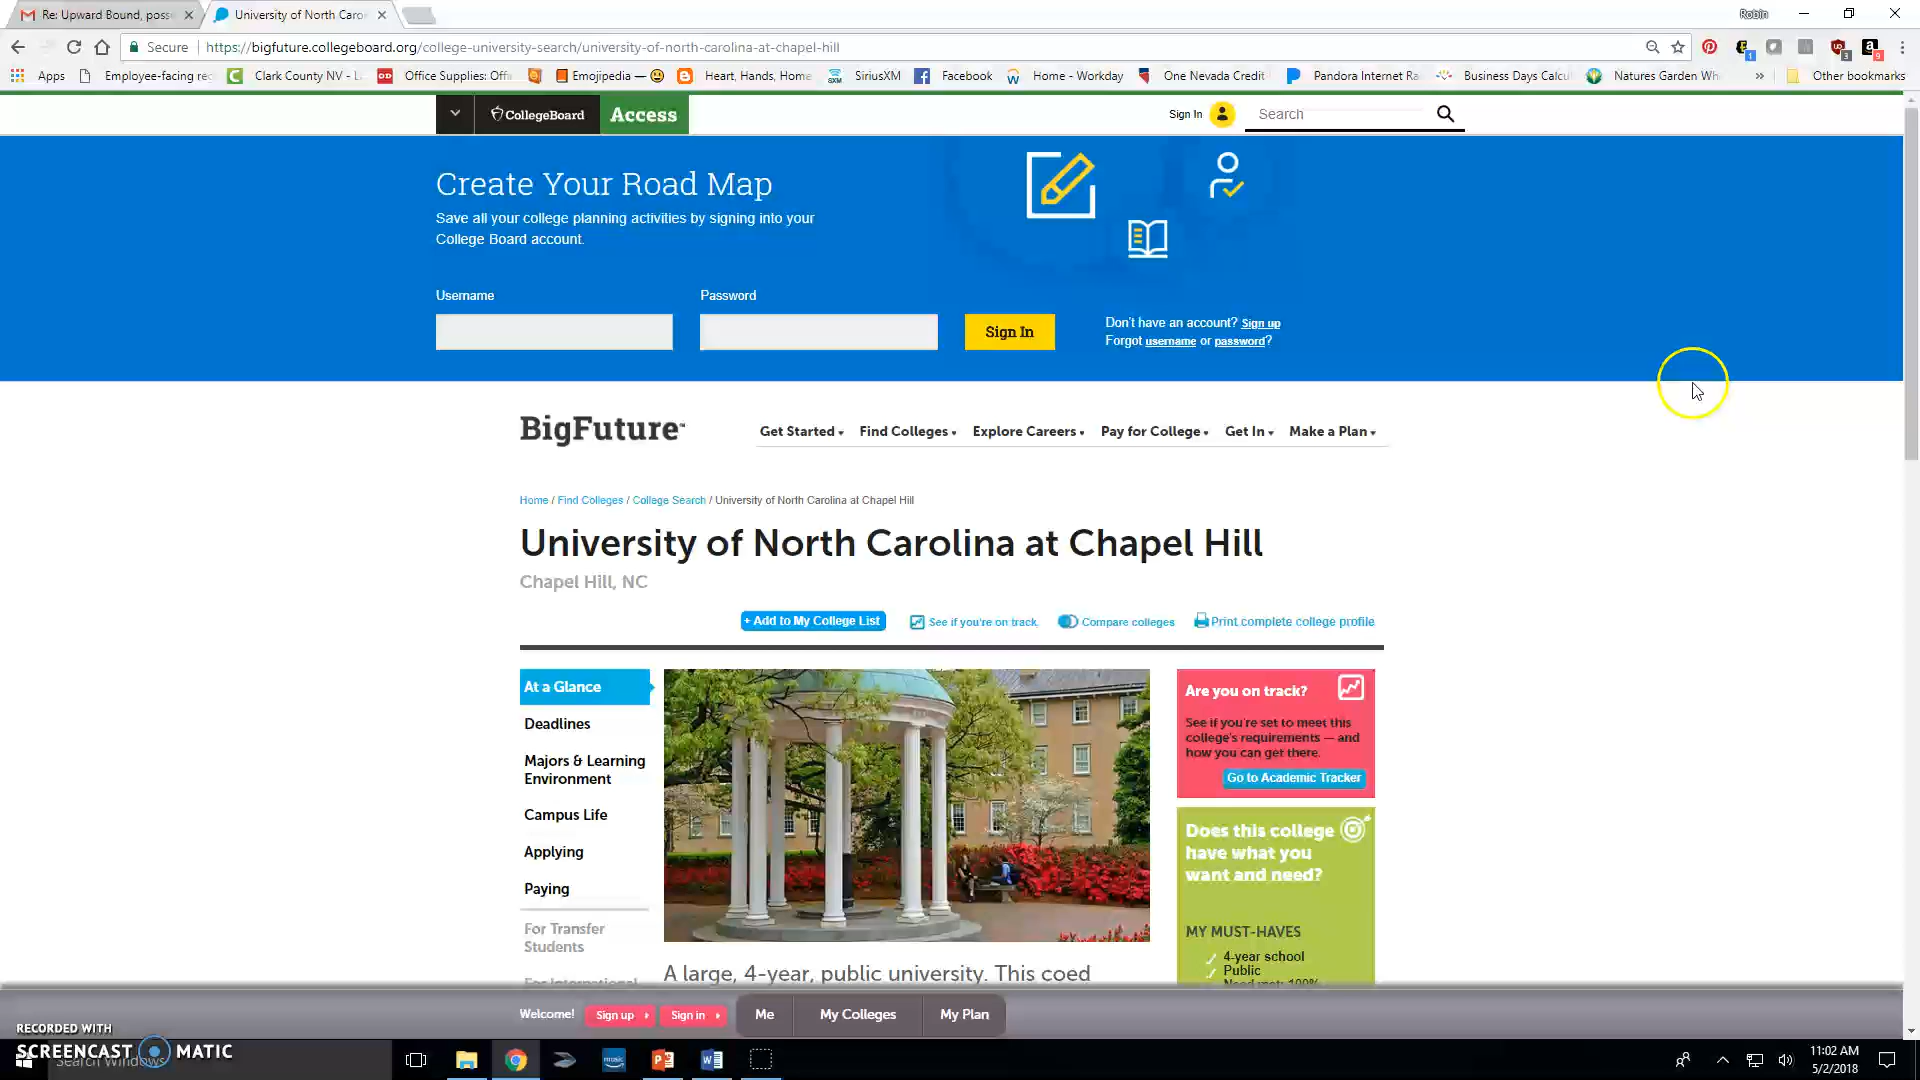 Re: Upward Bound, poss
University of North Caro
Robin
Secure
https://bigfuture.collegeboard.org/college-university-search/university-of-north-carolina-at-chapel-hill
Apps
Employee-facing re
Clark County NV - L
Office Supplies: Offi
Emojipedia —
Heart, Hands, Home
SiriusXM
Facebook
Home - Workday
One Nevada Credit
Pandora Internet Ra
Business Days Calcu
Natures Garden Wh
»
Other bookmarks
CollegeBoard
Access
Sign In
Search
Create Your Road Map
Save all your college planning activities by signing into your
College Board account.
Username
Password
Sign In
Don't have an account? Sign up
Forgot username or password?
BigFuture™
Get Started
Find Colleges
Explore Careers
Pay for College
Get In
Make a Plan
Home / Find Colleges / College Search / University of North Carolina at Chapel Hill
University of North Carolina at Chapel Hill
Chapel Hill, NC
+ Add to My College List
See if you're on track
Compare colleges
Print complete college profile
At a Glance
Deadlines
Majors & Learning
Environment
Campus Life
Applying
Paying
For Transfer
Students
For International
Are you on track?
See if you're set to meet this
college's requirements — and
how you can get there.
Go to Academic Tracker
Does this college
have what you
want and need?
MY MUST-HAVES
4-year school
Public
Need met: 100%
A large, 4-year, public university. This coed
Welcome!
Sign up
Sign in
Me
My Colleges
My Plan
RECORDED WITH
SCREENCAST MATIC
Search Windows
11:02 AM
5/2/2018